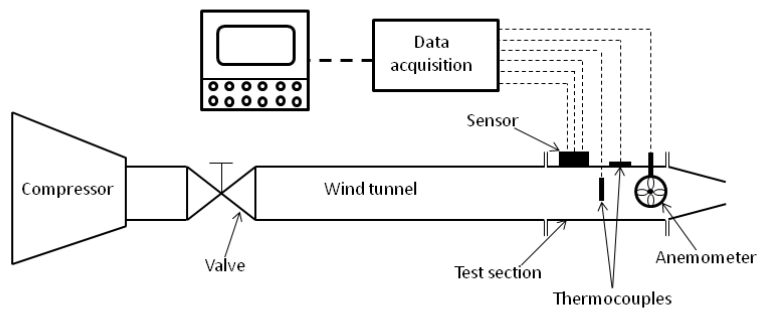 Data
acquisition
Sensor
Compressor
Wind tunnel
Valve
Test section
Anemometer
Thermocouples